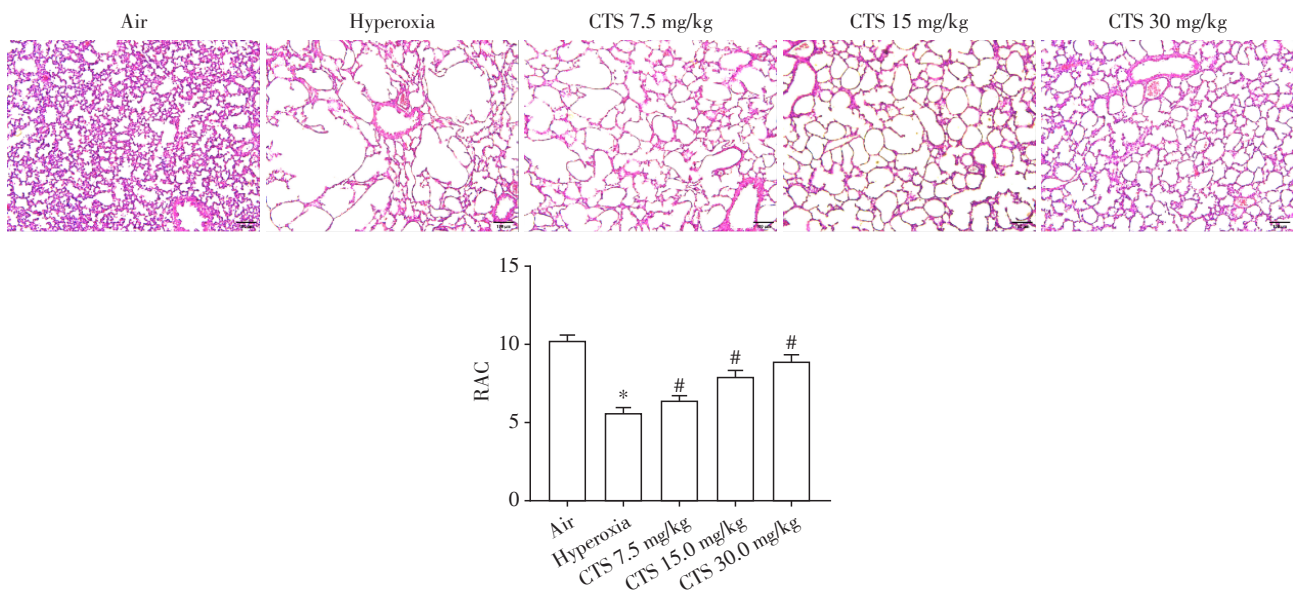 Air
Hyperoxia
CTS 7.5 mg/kg
CTS 15 mg/kg
CTS 30 mg/kg
15
10
5
0
RAC
*
#
#
#
Air
Hyperoxia
CTS 7.5 mg/kg
CTS 15.0 mg/kg
CTS 30.0 mg/kg